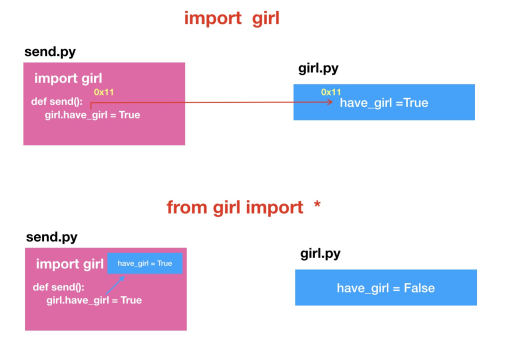 import girl
send.py
import girl
0x11
def send():
girl.have_girl = True
girl.py
0x11
have_girl =True
from girl import *
send.py
import girl
have_girl = True
def send():
girl.have_girl = True
girl.py
have_girl = False